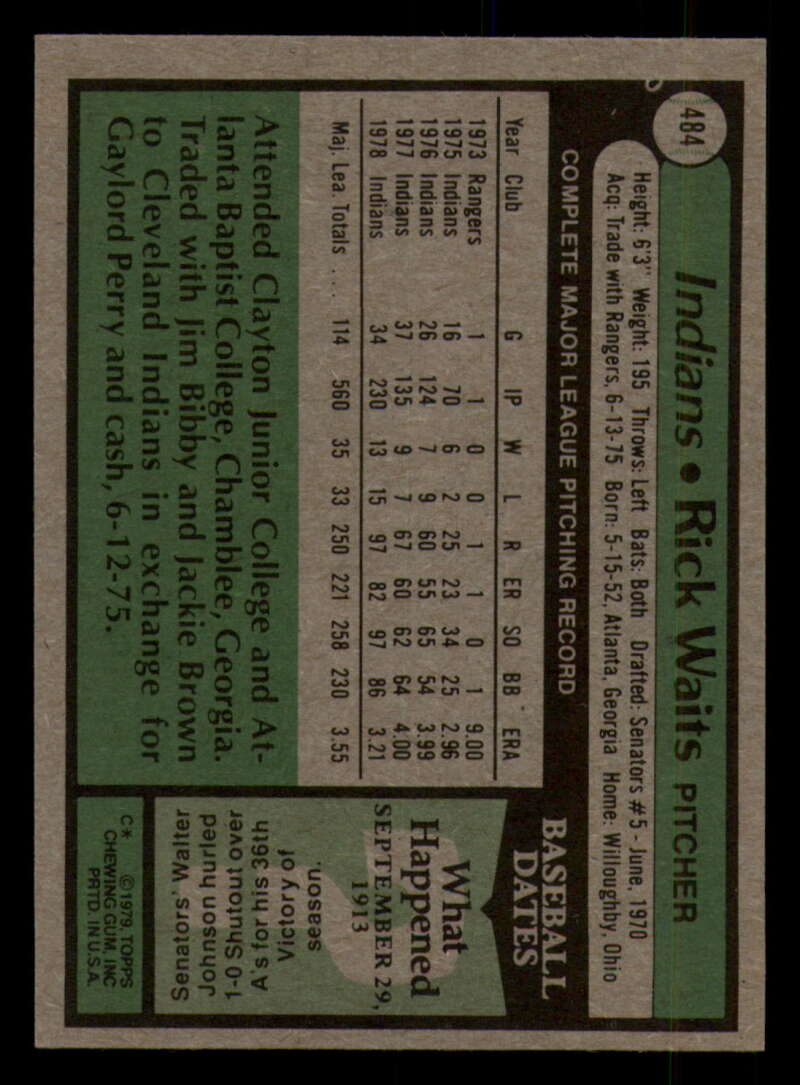 484
Indians • Rick Waits PITCHER
Height: 6'3" Weight: 195 Throws: Left Bats: Both Drafted: Senators #5 - June, 1970
Acq: Trade with Rangers, 6-13-75 Born: 5-15-52, Atlanta, Georgia Home: Willoughby, Ohio
COMPLETE MAJOR LEAGUE PITCHING RECORD
Year Club G IP W L R ER SO BB ERA
1973 Rangers 1 1 0 0 1 1 0 1 9.00
1975 Indians 16 70 6 2 25 23 34 25 2.96
1976 Indians 26 124 7 9 60 55 65 54 3.99
1977 Indians 37 135 9 7 67 60 62 64 4.00
1978 Indians 34 230 13 15 97 82 97 86 3.21
Maj. Lea. Totals . . . 114 560 35 33 250 221 258 230 3.55
Attended Clayton Junior College and At-
lanta Baptist College, Chamblee, Georgia.
Traded with Jim Bibby and Jackie Brown
to Cleveland Indians in exchange for
Gaylord Perry and cash, 6-12-75.
BASEBALL
DATES
What
Happened
SEPTEMBER 29,
1913
Senators' Walter
Johnson hurled
1-0 Shutout over
A's for his 36th
Victory of
season.
C* ©1979, TOPPS
CHEWING GUM, INC
PRTD. IN U.S.A.